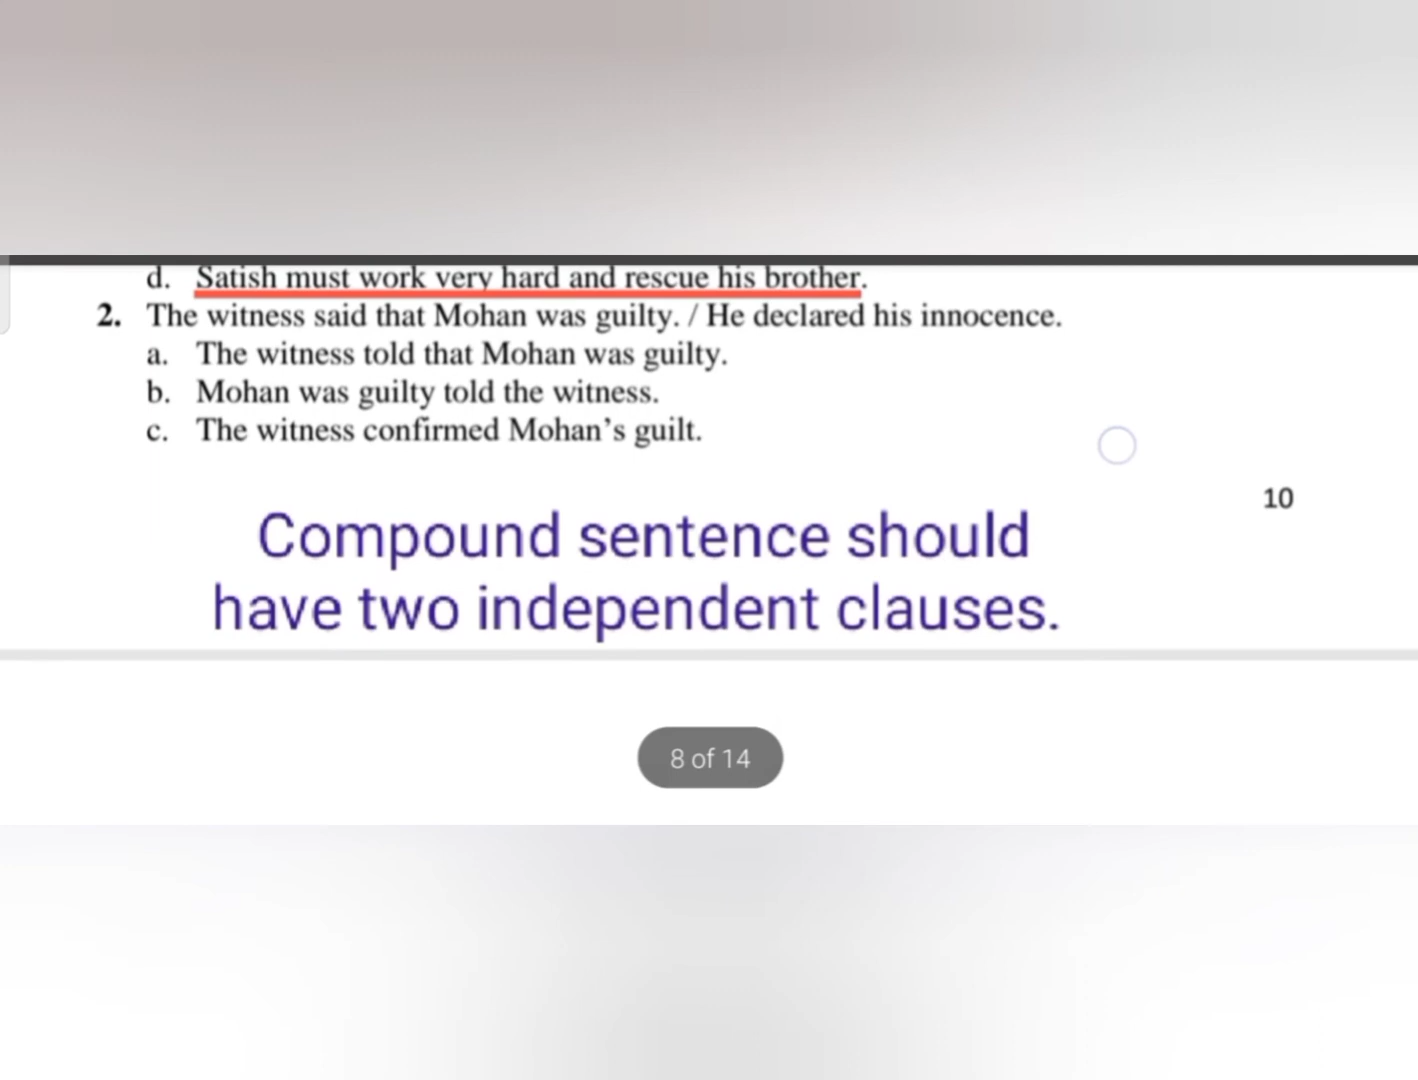 d. Satish must work very hard and rescue his brother.
2. The witness said that Mohan was guilty. / He declared his innocence.
a. The witness told that Mohan was guilty.
b. Mohan was guilty told the witness.
c. The witness confirmed Mohan’s guilt.
10
Compound sentence should
have two independent clauses.
8 of 14